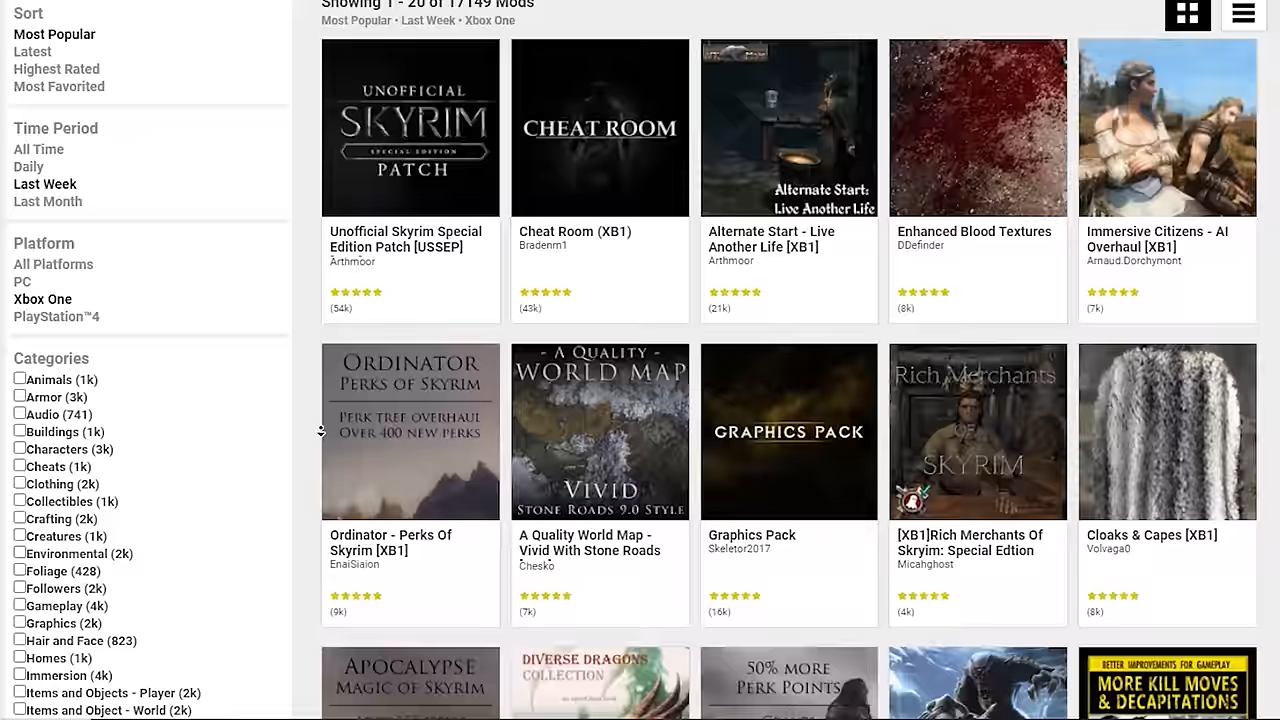 Sort
Most Popular
Latest
Highest Rated
Most Favorited
Time Period
All Time
Daily
Last Week
Last Month
Platform
All Platforms
PC
Xbox One
PlayStation™4
Categories
Animals (1k)
Armor (3k)
Audio (741)
Buildings (1k)
Characters (3k)
Cheats (1k)
Clothing (2k)
Collectibles (1k)
Crafting (2k)
Creatures (1k)
Environmental (2k)
Foliage (428)
Followers (2k)
Gameplay (4k)
Graphics (2k)
Hair and Face (823)
Homes (1k)
Immersion (4k)
Items and Objects - Player (2k)
Items and Object - World (2k)
Showing 1 - 20 of 17149 Mods
Most Popular • Last Week • Xbox One
UNOFFICIAL
SKYRIM
SPECIAL EDITION
PATCH
Unofficial Skyrim Special
Edition Patch [USSEP]
Arthmoor
(54k)
CHEAT ROOM
Cheat Room (XB1)
Bradenm1
(43k)
Alternate Start:
Live Another Life
Alternate Start - Live
Another Life [XB1]
Arthmoor
(21k)
Enhanced Blood Textures
DDefinder
(8k)
Immersive Citizens - AI
Overhaul [XB1]
Arnaud.Dorchymont
(7k)
ORDINATOR
PERKS OF SKYRIM
PERK TREE OVERHAUL
OVER 400 NEW PERKS
Ordinator - Perks Of
Skyrim [XB1]
EnaiSiaion
(9k)
- A QUALITY -
WORLD MAP
VIVID
STONE ROADS 9.0 STYLE
A Quality World Map -
Vivid With Stone Roads
Chesko
(7k)
GRAPHICS PACK
Graphics Pack
Skeletor2017
(16k)
Rich Merchants
SKYRIM
[XB1]Rich Merchants Of
Skryim: Special Edtion
Micahghost
(4k)
Cloaks & Capes [XB1]
Volvaga0
(8k)
APOCALYPSE
MAGIC OF SKYRIM
DIVERSE DRAGONS
COLLECTION
50% MORE
PERK POINTS
BETTER IMPROVEMENTS FOR GAMEPLAY
MORE KILL MOVES
& DECAPITATIONS